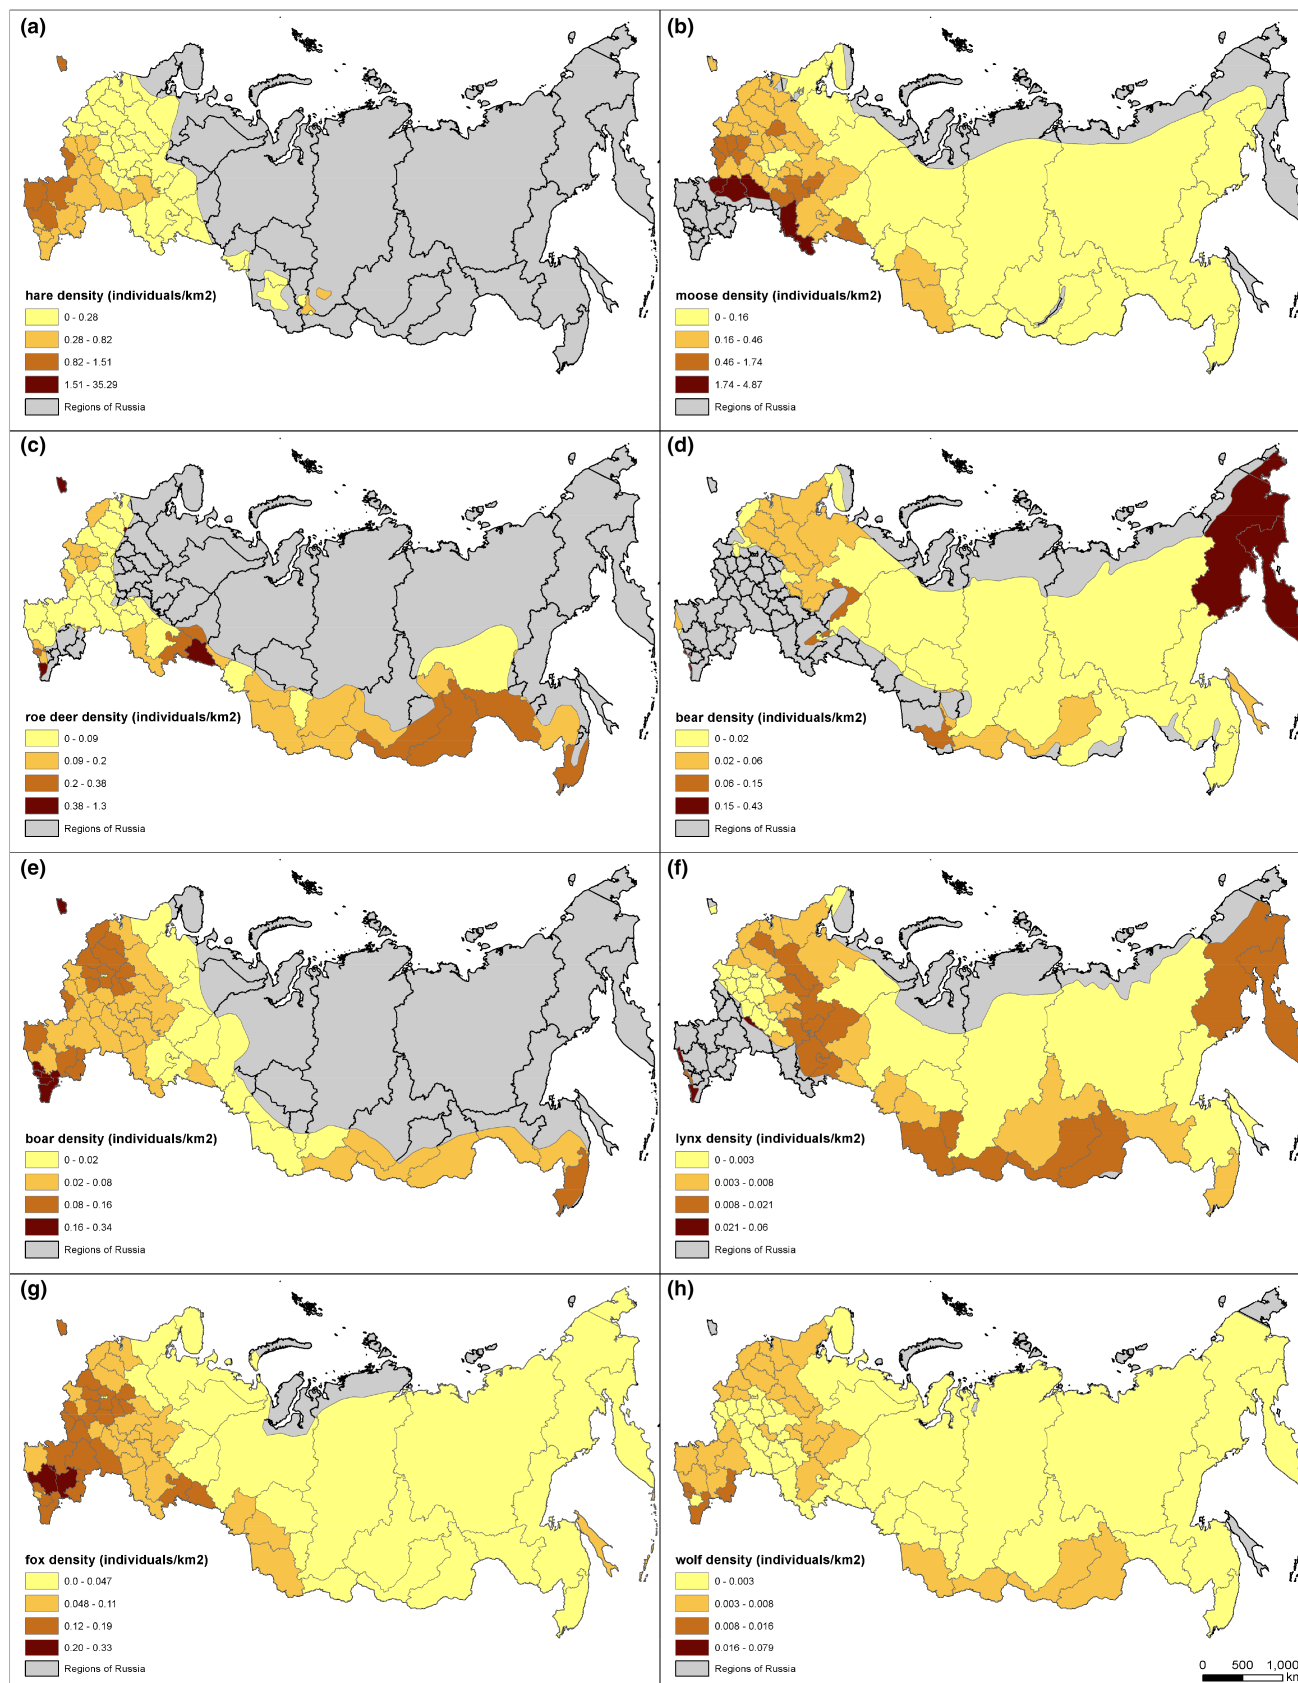 (a)
hare density (individuals/km2)
0 - 0.28
0.28 - 0.82
0.82 - 1.51
1.51 - 35.29
Regions of Russia
(b)
moose density (individuals/km2)
0 - 0.16
0.16 - 0.46
0.46 - 1.74
1.74 - 4.87
Regions of Russia
(c)
roe deer density (individuals/km2)
0 - 0.09
0.09 - 0.2
0.2 - 0.38
0.38 - 1.3
Regions of Russia
(d)
bear density (individuals/km2)
0 - 0.02
0.02 - 0.06
0.06 - 0.15
0.15 - 0.43
Regions of Russia
(e)
boar density (individuals/km2)
0 - 0.02
0.02 - 0.08
0.08 - 0.16
0.16 - 0.34
Regions of Russia
(f)
lynx density (individuals/km2)
0 - 0.003
0.003 - 0.008
0.008 - 0.021
0.021 - 0.06
Regions of Russia
(g)
fox density (individuals/km2)
0.0 - 0.047
0.048 - 0.11
0.12 - 0.19
0.20 - 0.33
Regions of Russia
(h)
wolf density (individuals/km2)
0 - 0.003
0.003 - 0.008
0.008 - 0.016
0.016 - 0.079
Regions of Russia
0 500 1,000
km